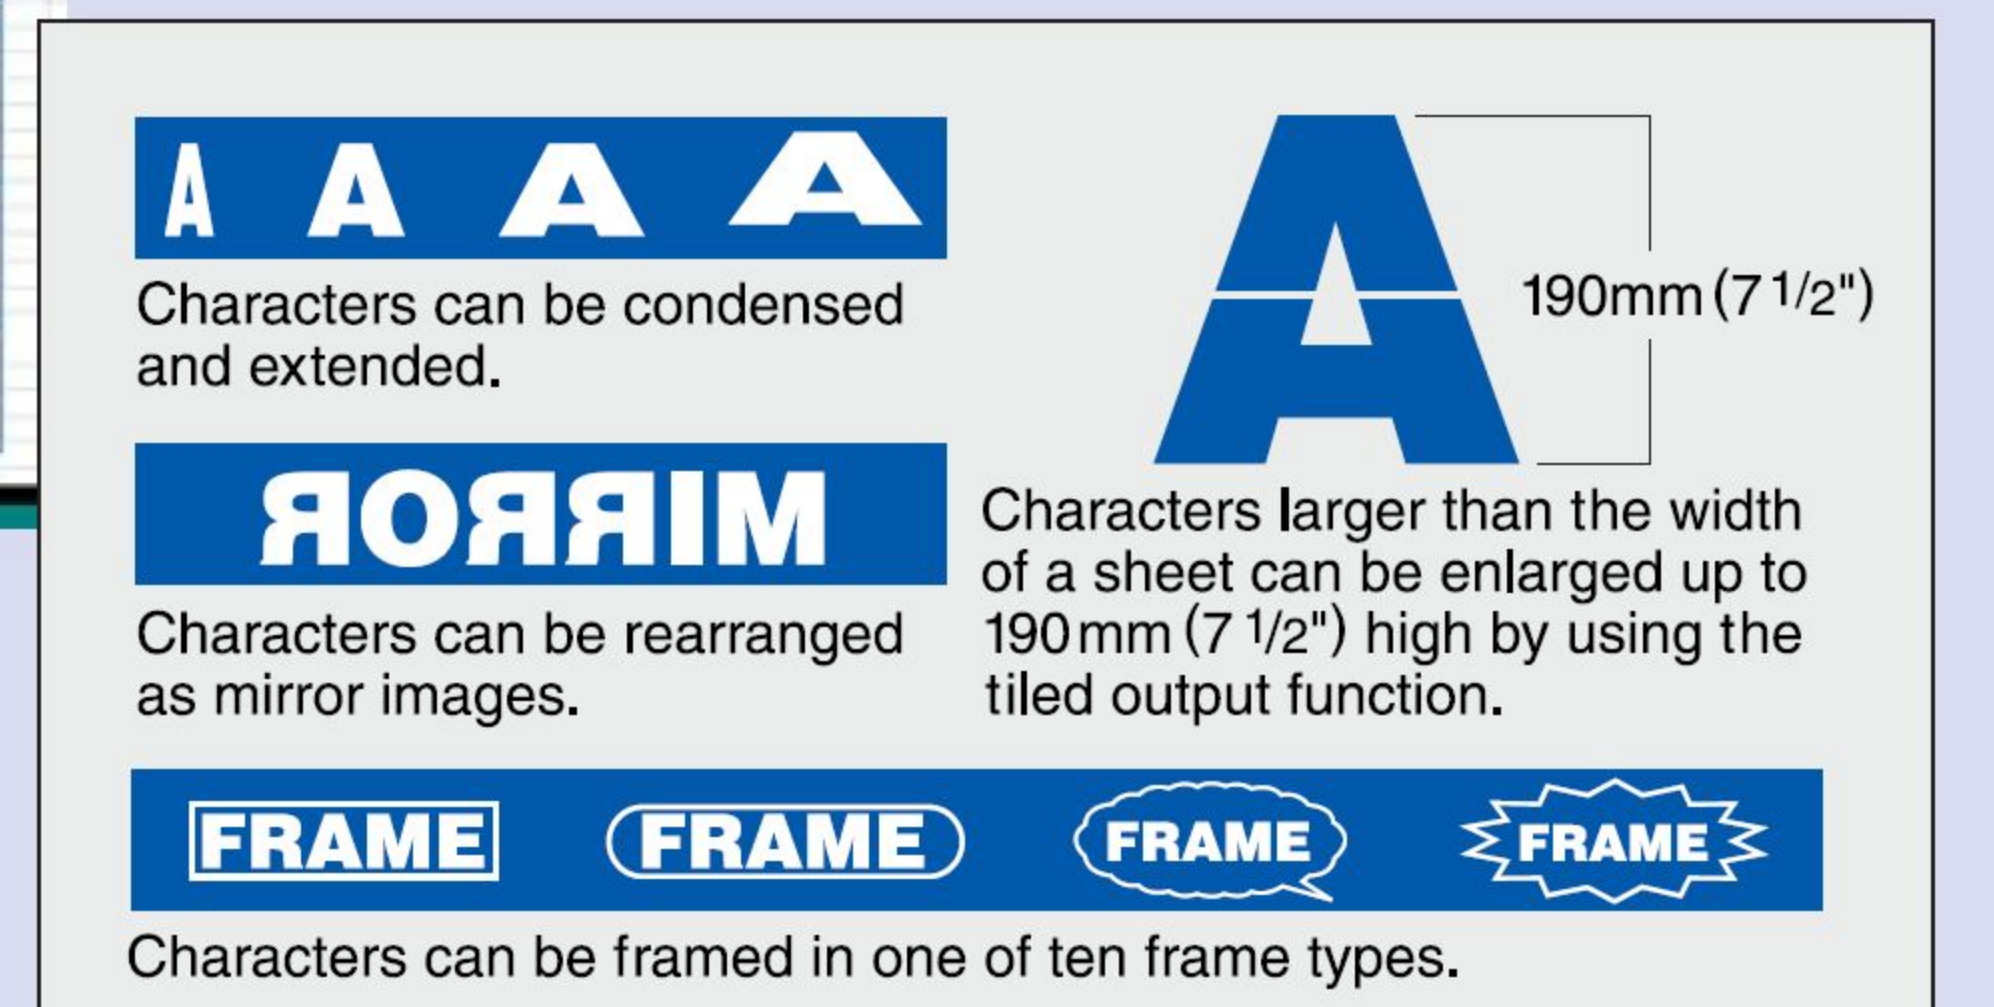 A A A A
Characters can be condensed
and extended.
MIRROR
Characters can be rearranged
as mirror images.
A
190mm (7 1/2")
Characters larger than the width
of a sheet can be enlarged up to
190 mm (7 1/2") high by using the
tiled output function.
FRAME FRAME FRAME FRAME
Characters can be framed in one of ten frame types.